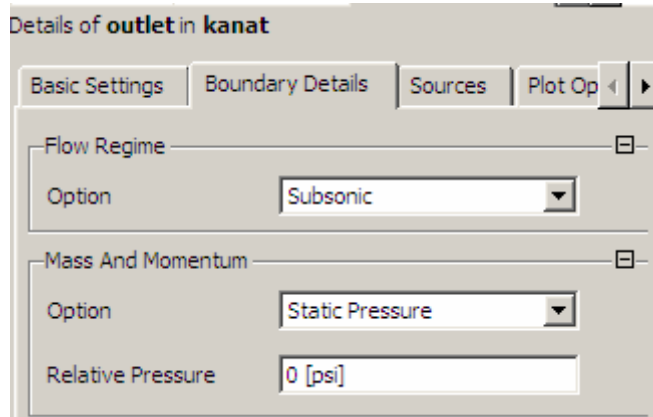 Details of outlet in kanat
Basic Settings Boundary Details Sources Plot Op
Flow Regime
Option Subsonic
Mass And Momentum
Option Static Pressure
Relative Pressure 0 [psi]